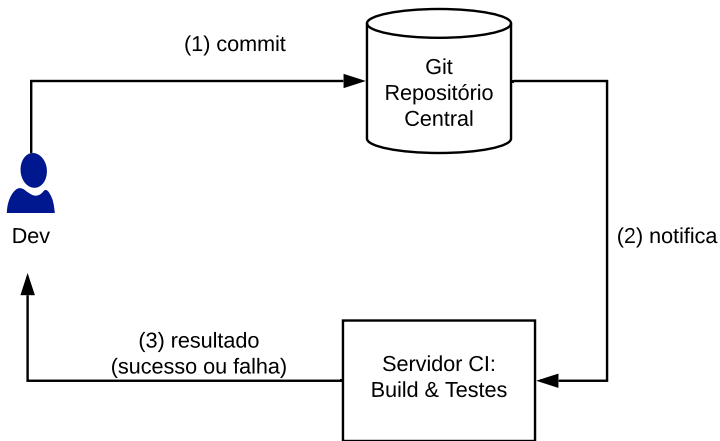 (1) commit
Git
Repositório
Central
Dev
(2) notifica
(3) resultado
(sucesso ou falha)
Servidor CI:
Build & Testes